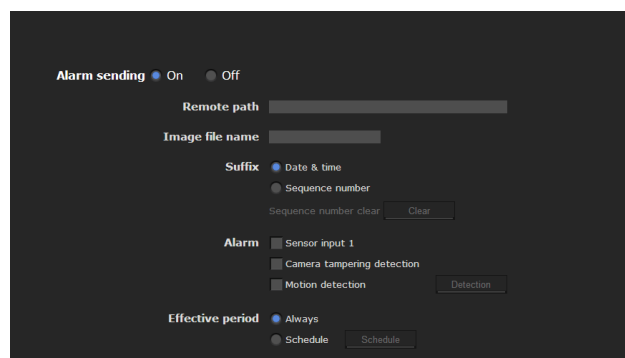 Alarm sending On Off
Remote path
Image file name
Suffix Date & time
Sequence number
Sequence number clear Clear
Alarm Sensor input 1
Camera tampering detection
Motion detection Detection
Effective period Always
Schedule Schedule